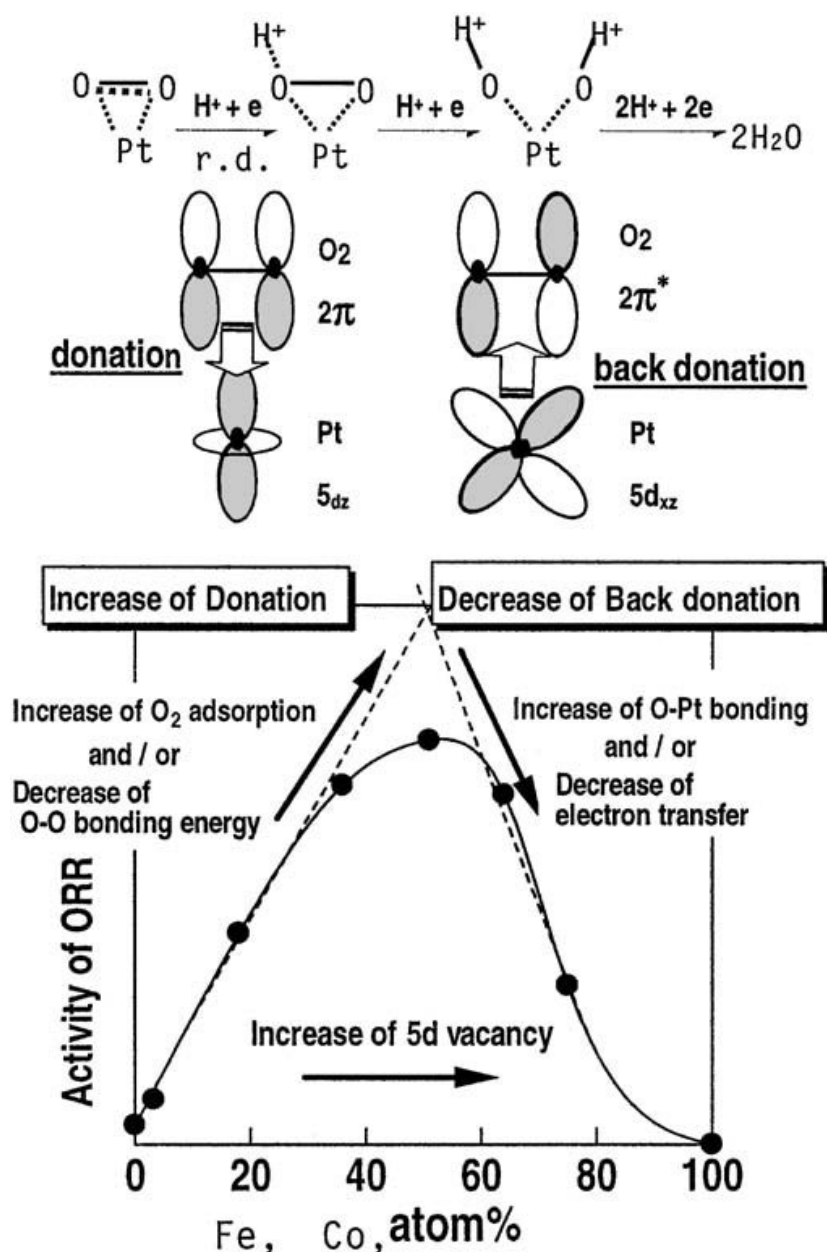 H⁺ H⁺ H⁺
O O O O O O
H⁺ + e H⁺ + e 2H⁺ + 2e
Pt r.d. Pt Pt 2H₂O
O₂ O₂
2π 2π*
donation back donation
Pt Pt
5dz 5dxz
Increase of Donation Decrease of Back donation
Increase of O₂ adsorption
and / or
Decrease of
O-O bonding energy
Increase of O-Pt bonding
and / or
Decrease of
electron transfer
Activity of ORR
Increase of 5d vacancy
0 20 40 60 80 100
Fe, Co, atom%